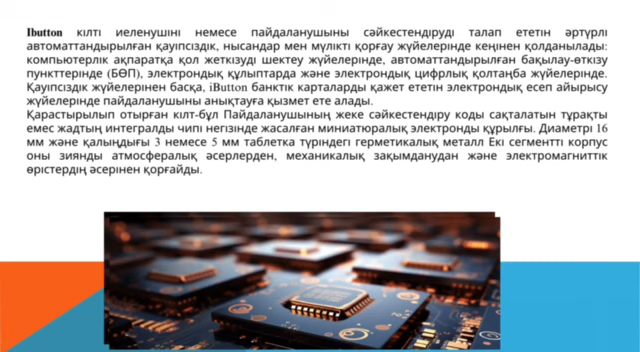 Ibutton кілті иеленушіні немесе пайдаланушыны сәйкестендіруді талап ететін әртүрлі
автоматтандырылған қауіпсіздік, нысандар мен мүлікті қорғау жүйелерінде кеңінен қолданылады:
компьютерлік ақпаратқа қол жеткізуді шектеу жүйелерінде, автоматтандырылған бақылау-өткізу
пункттерінде (БӨП), электрондық құлыптарда және электрондық цифрлық қолтаңба жүйелерінде.
Қауіпсіздік жүйелерінен басқа, iButton банктік карталарды қажет ететін электрондық есеп айырысу
жүйелерінде пайдаланушыны анықтауға қызмет ете алады.
Қарастырылып отырған кілт-бұл Пайдаланушының жеке сәйкестендіру коды сақталатын тұрақты
емес жадтың интегралды чипі негізінде жасалған миниатюралық электронды құрылғы. Диаметрі 16
мм және қалыңдығы 3 немесе 5 мм таблетка түріндегі герметикалық металл Екі сегментті корпус
оны зиянды атмосфералық әсерлерден, механикалық зақымданудан және электромагниттік
өрістердің әсерінен қорғайды.